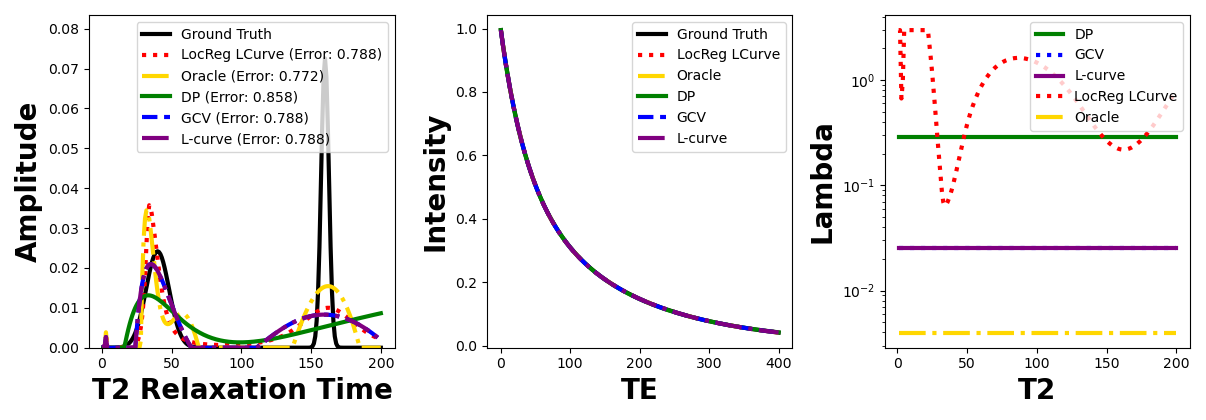 0.08
0.07
0.06
0.05
0.04
0.03
0.02
0.01
0.00
Amplitude
Ground Truth
LocReg LCurve (Error: 0.788)
Oracle (Error: 0.772)
DP (Error: 0.858)
GCV (Error: 0.788)
L-curve (Error: 0.788)
0 50 100 150 200
T2 Relaxation Time
1.0
0.8
0.6
0.4
0.2
0.0
Intensity
Ground Truth
LocReg LCurve
Oracle
DP
GCV
L-curve
0 100 200 300 400
TE
10⁰
10⁻¹
10⁻²
Lambda
DP
GCV
L-curve
LocReg LCurve
Oracle
0 50 100 150 200
T2